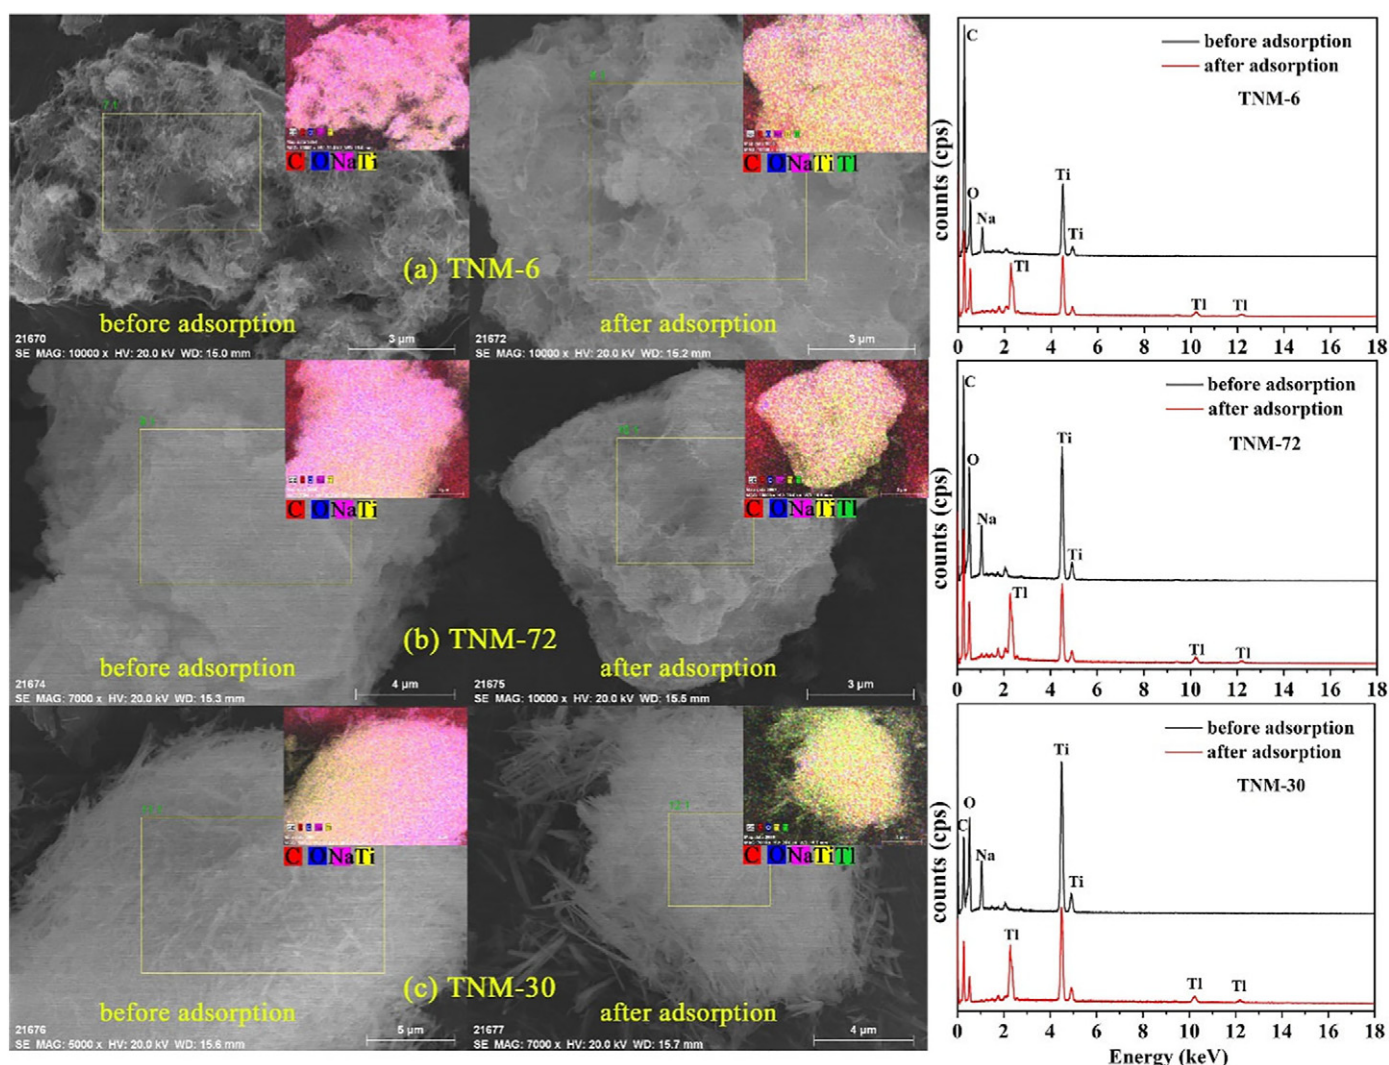 7.1
C O Na Ti
(a) TNM-6
before adsorption
21670
3 µm
SE MAG: 10000 x HV: 20.0 kV WD: 15.0 mm
C O Na Ti Tl
after adsorption
21672
3 µm
SE MAG: 10000 x HV: 20.0 kV WD: 15.2 mm
counts (cps)
C
before adsorption
after adsorption
TNM-6
O
Na
Ti
Ti
Tl
Tl
Tl
0 2 4 6 8 10 12 14 16 18
C O Na Ti
(b) TNM-72
before adsorption
21674
4 µm
SE MAG: 7000 x HV: 20.0 kV WD: 15.3 mm
C O Na Ti Tl
after adsorption
21675
3 µm
SE MAG: 10000 x HV: 20.0 kV WD: 15.5 mm
counts (cps)
C
before adsorption
after adsorption
TNM-72
O
Ti
Na
Ti
Tl
Tl
Tl
0 2 4 6 8 10 12 14 16 18
C O Na Ti
(c) TNM-30
before adsorption
21676
5 µm
SE MAG: 5000 x HV: 20.0 kV WD: 15.6 mm
12.1
C O Na Ti Tl
after adsorption
21677
4 µm
SE MAG: 7000 x HV: 20.0 kV WD: 15.7 mm
counts (cps)
before adsorption
after adsorption
TNM-30
Ti
O
C
Na
Ti
Tl
Tl
Tl
0 2 4 6 8 10 12 14 16 18
Energy (keV)